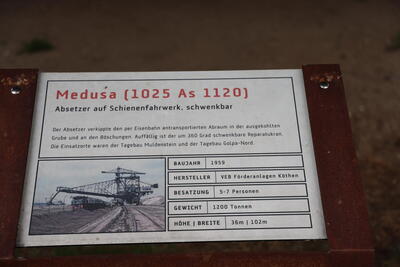 Medusa (1025 As 1120)
Absetzer auf Schienenfahrwerk, schwenkbar
Der Absetzer verkippte den per Eisenbahn antransportierten Abraum in der ausgekohlten
Grube und an den Böschungen. Auffällig ist der um 360 Grad schwenkbare Reparaturkran.
Die Einsatzorte waren der Tagebau Muldenstein und der Tagebau Golpa-Nord.
BAUJAHR 1959
HERSTELLER VEB Förderanlagen Köthen
BESATZUNG 5-7 Personen
GEWICHT 1200 Tonnen
HÖHE | BREITE 36m | 102m